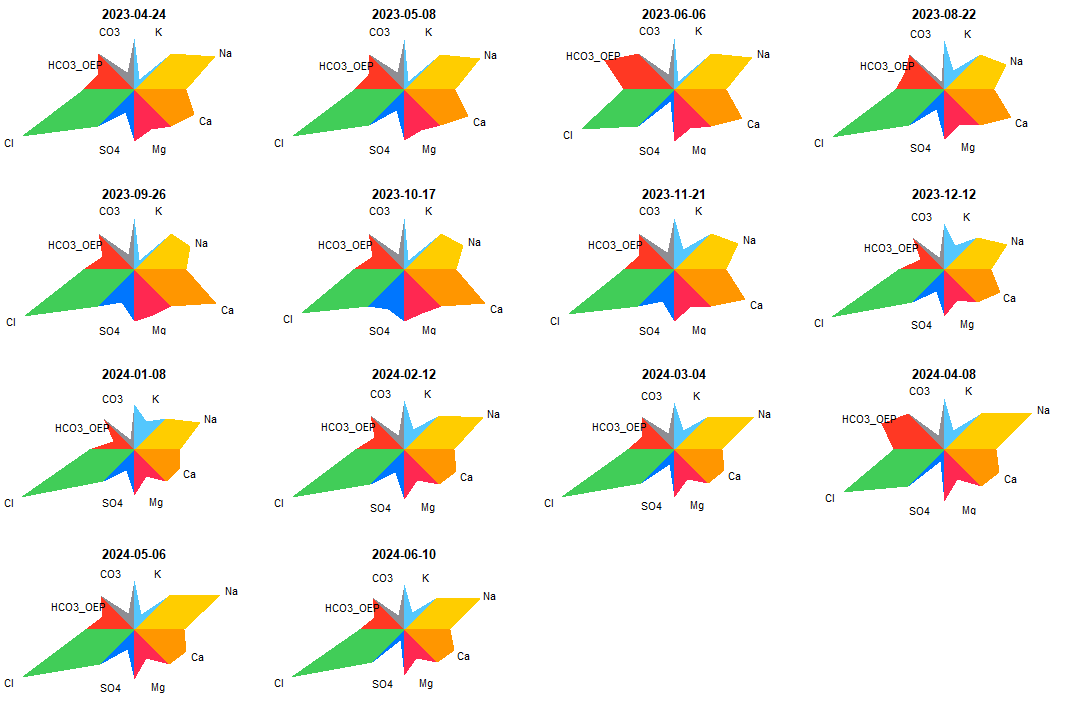 2023-04-24
CO3 K
HCO3_OEP Na
Ca
Cl
SO4 Mg
2023-05-08
CO3 K
HCO3_OEP Na
Ca
Cl
SO4 Mg
2023-06-06
CO3 K
HCO3_OEP Na
Ca
Cl
SO4 Mg
2023-08-22
CO3 K
HCO3_OEP Na
Ca
Cl
SO4 Mg
2023-09-26
CO3 K
HCO3_OEP Na
Ca
Cl
SO4 Mg
2023-10-17
CO3 K
HCO3_OEP Na
Ca
Cl
SO4 Mg
2023-11-21
CO3 K
HCO3_OEP Na
Ca
Cl
SO4 Mg
2023-12-12
CO3 K
HCO3_OEP Na
Ca
Cl
SO4 Mg
2024-01-08
CO3 K
HCO3_OEP Na
Ca
Cl
SO4 Mg
2024-02-12
CO3 K
HCO3_OEP Na
Ca
Cl
SO4 Mg
2024-03-04
CO3 K
HCO3_OEP Na
Ca
Cl
SO4 Mg
2024-04-08
CO3 K
HCO3_OEP Na
Ca
Cl
SO4 Mg
2024-05-06
CO3 K
HCO3_OEP Na
Ca
Cl
SO4 Mg
2024-06-10
CO3 K
HCO3_OEP Na
Ca
Cl
SO4 Mg